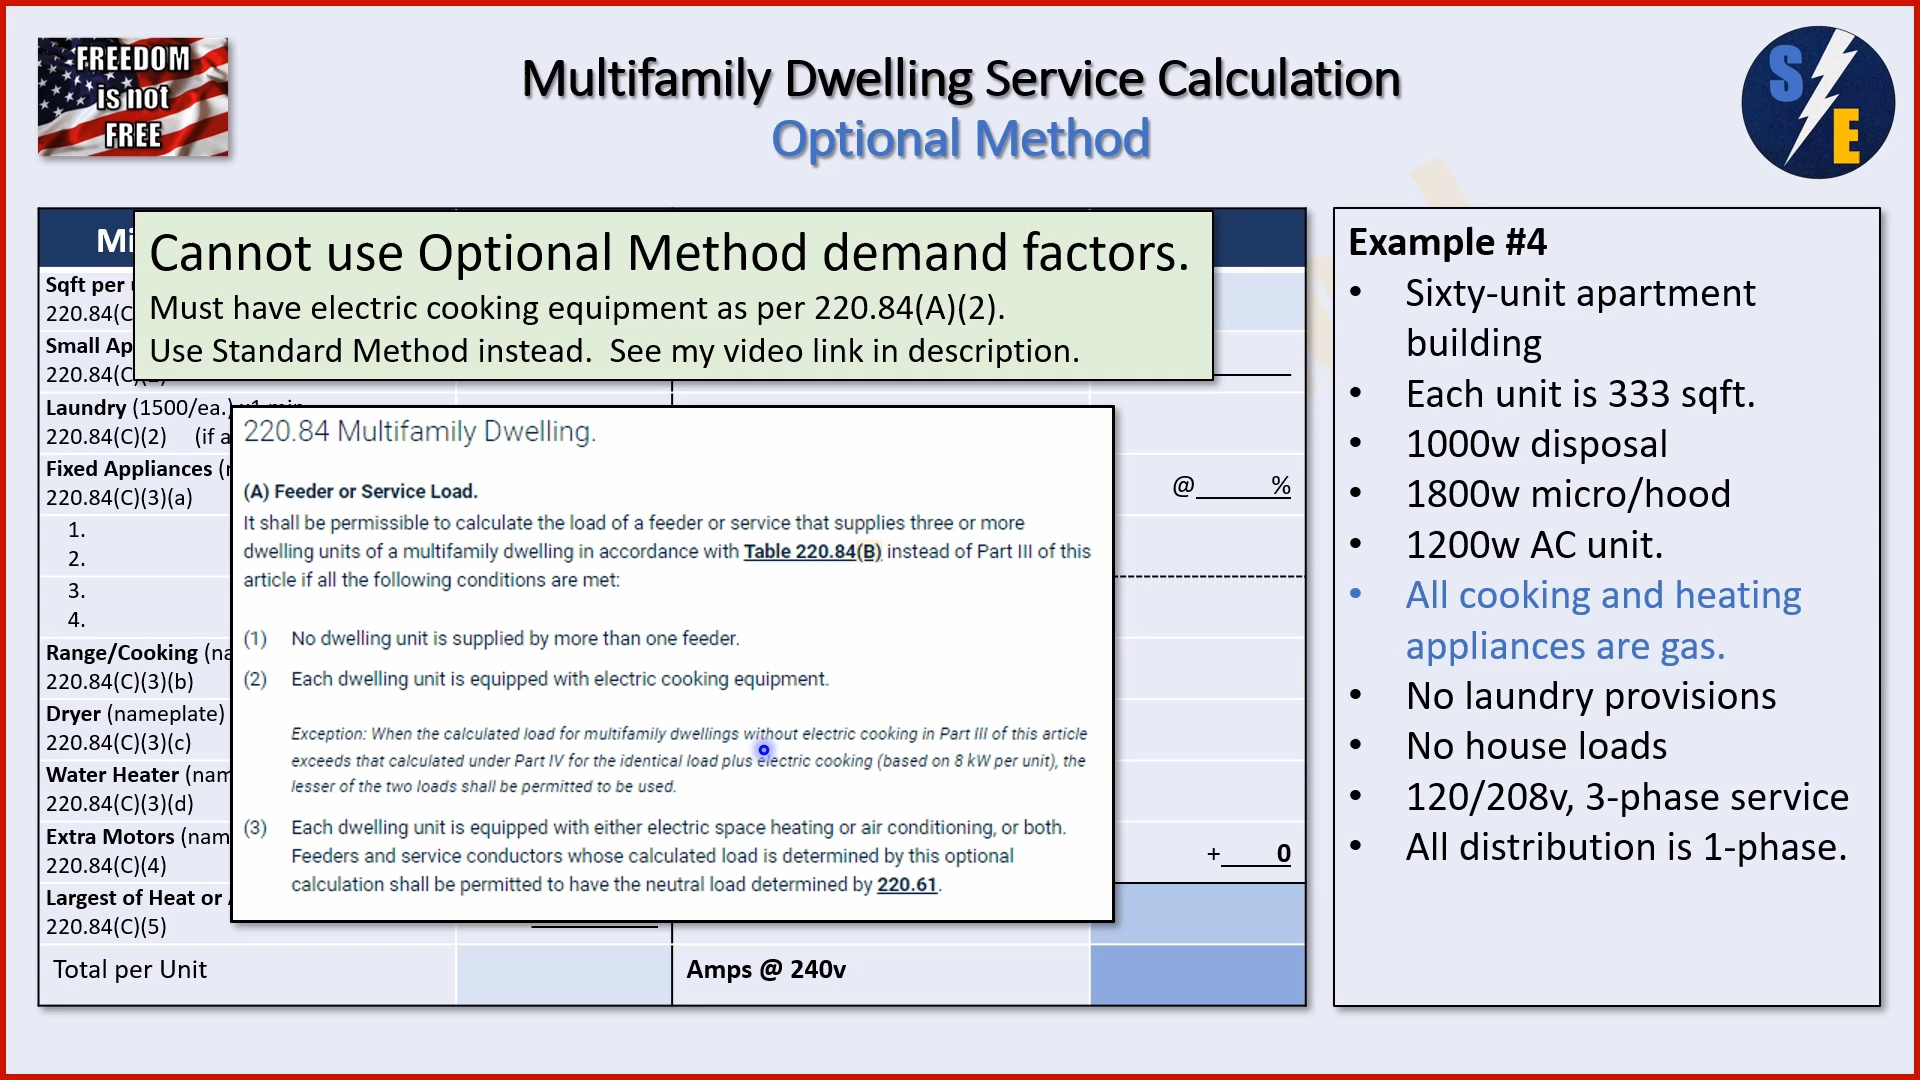 FREEDOM
is not
FREE
Multifamily Dwelling Service Calculation
Optional Method
S
E
Mi
Cannot use Optional Method demand factors.
Must have electric cooking equipment as per 220.84(A)(2).
Use Standard Method instead. See my video link in description.
Sqft per
220.84(C
Small Ap
220.84(C)
Laundry (1500/ea.)
220.84(C)(2) (if a
Fixed Appliances (
220.84(C)(3)(a)
@______%
1.
2.
3.
4.
Range/Cooking (na
220.84(C)(3)(b)
Dryer (nameplate)
220.84(C)(3)(c)
Water Heater (nam
220.84(C)(3)(d)
Extra Motors (nam
220.84(C)(4)
+ 0
Largest of Heat or
220.84(C)(5)
Total per Unit
Amps @ 240v
220.84 Multifamily Dwelling.
(A) Feeder or Service Load.
It shall be permissible to calculate the load of a feeder or service that supplies three or more
dwelling units of a multifamily dwelling in accordance with Table 220.84(B) instead of Part III of this
article if all the following conditions are met:
(1) No dwelling unit is supplied by more than one feeder.
(2) Each dwelling unit is equipped with electric cooking equipment.
Exception: When the calculated load for multifamily dwellings without electric cooking in Part III of this article
exceeds that calculated under Part IV for the identical load plus electric cooking (based on 8 kW per unit), the
lesser of the two loads shall be permitted to be used.
(3) Each dwelling unit is equipped with either electric space heating or air conditioning, or both.
Feeders and service conductors whose calculated load is determined by this optional
calculation shall be permitted to have the neutral load determined by 220.61.
Example #4
• Sixty-unit apartment
building
• Each unit is 333 sqft.
• 1000w disposal
• 1800w micro/hood
• 1200w AC unit.
• All cooking and heating
appliances are gas.
• No laundry provisions
• No house loads
• 120/208v, 3-phase service
• All distribution is 1-phase.